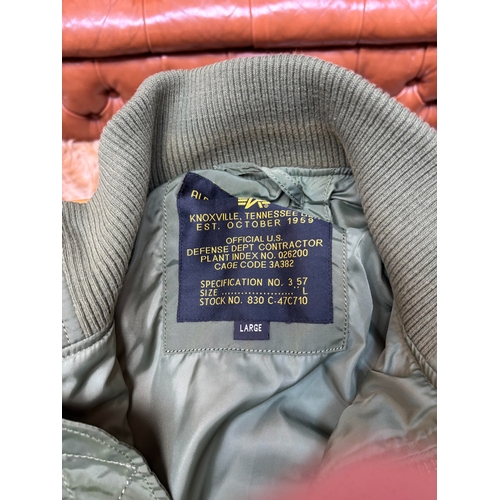 KNOXVILLE, TENNESSEE
EST. OCTOBER 1959
OFFICIAL U.S.
DEFENSE DEPT CONTRACTOR
PLANT INDEX NO. 026200
CAGE CODE 3A382
SPECIFICATION NO. 3.57
SIZE ...................... L
STOCK NO. 830 C-47C710
LARGE